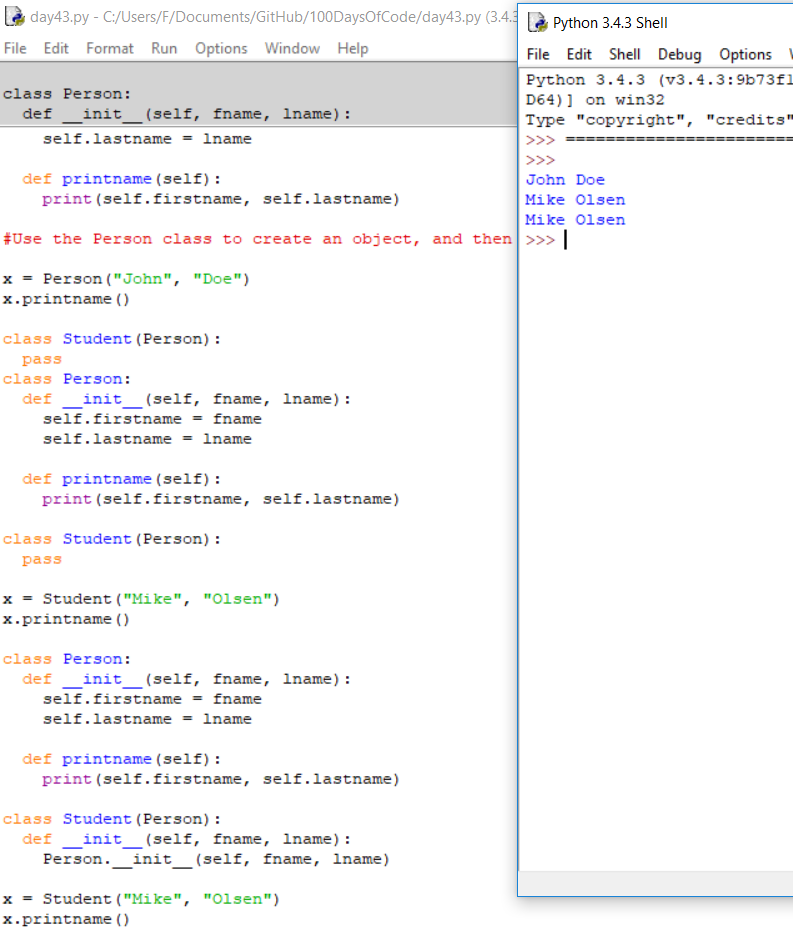 day43.py - C:/Users/F/Documents/GitHub/100DaysOfCode/day43.py (3.4.3
File Edit Format Run Options Window Help
class Person:
  def __init__(self, fname, lname):
    self.lastname = lname
  def printname(self):
    print(self.firstname, self.lastname)
#Use the Person class to create an object, and then
x = Person("John", "Doe")
x.printname()
class Student(Person):
  pass
class Person:
  def __init__(self, fname, lname):
    self.firstname = fname
    self.lastname = lname
  def printname(self):
    print(self.firstname, self.lastname)
class Student(Person):
  pass
x = Student("Mike", "Olsen")
x.printname()
class Person:
  def __init__(self, fname, lname):
    self.firstname = fname
    self.lastname = lname
  def printname(self):
    print(self.firstname, self.lastname)
class Student(Person):
  def __init__(self, fname, lname):
    Person.__init__(self, fname, lname)
x = Student("Mike", "Olsen")
x.printname()
Python 3.4.3 Shell
File Edit Shell Debug Options
Python 3.4.3 (v3.4.3:9b73f1
D64)] on win32
Type "copyright", "credits"
>>> =======================
>>>
John Doe
Mike Olsen
Mike Olsen
>>>